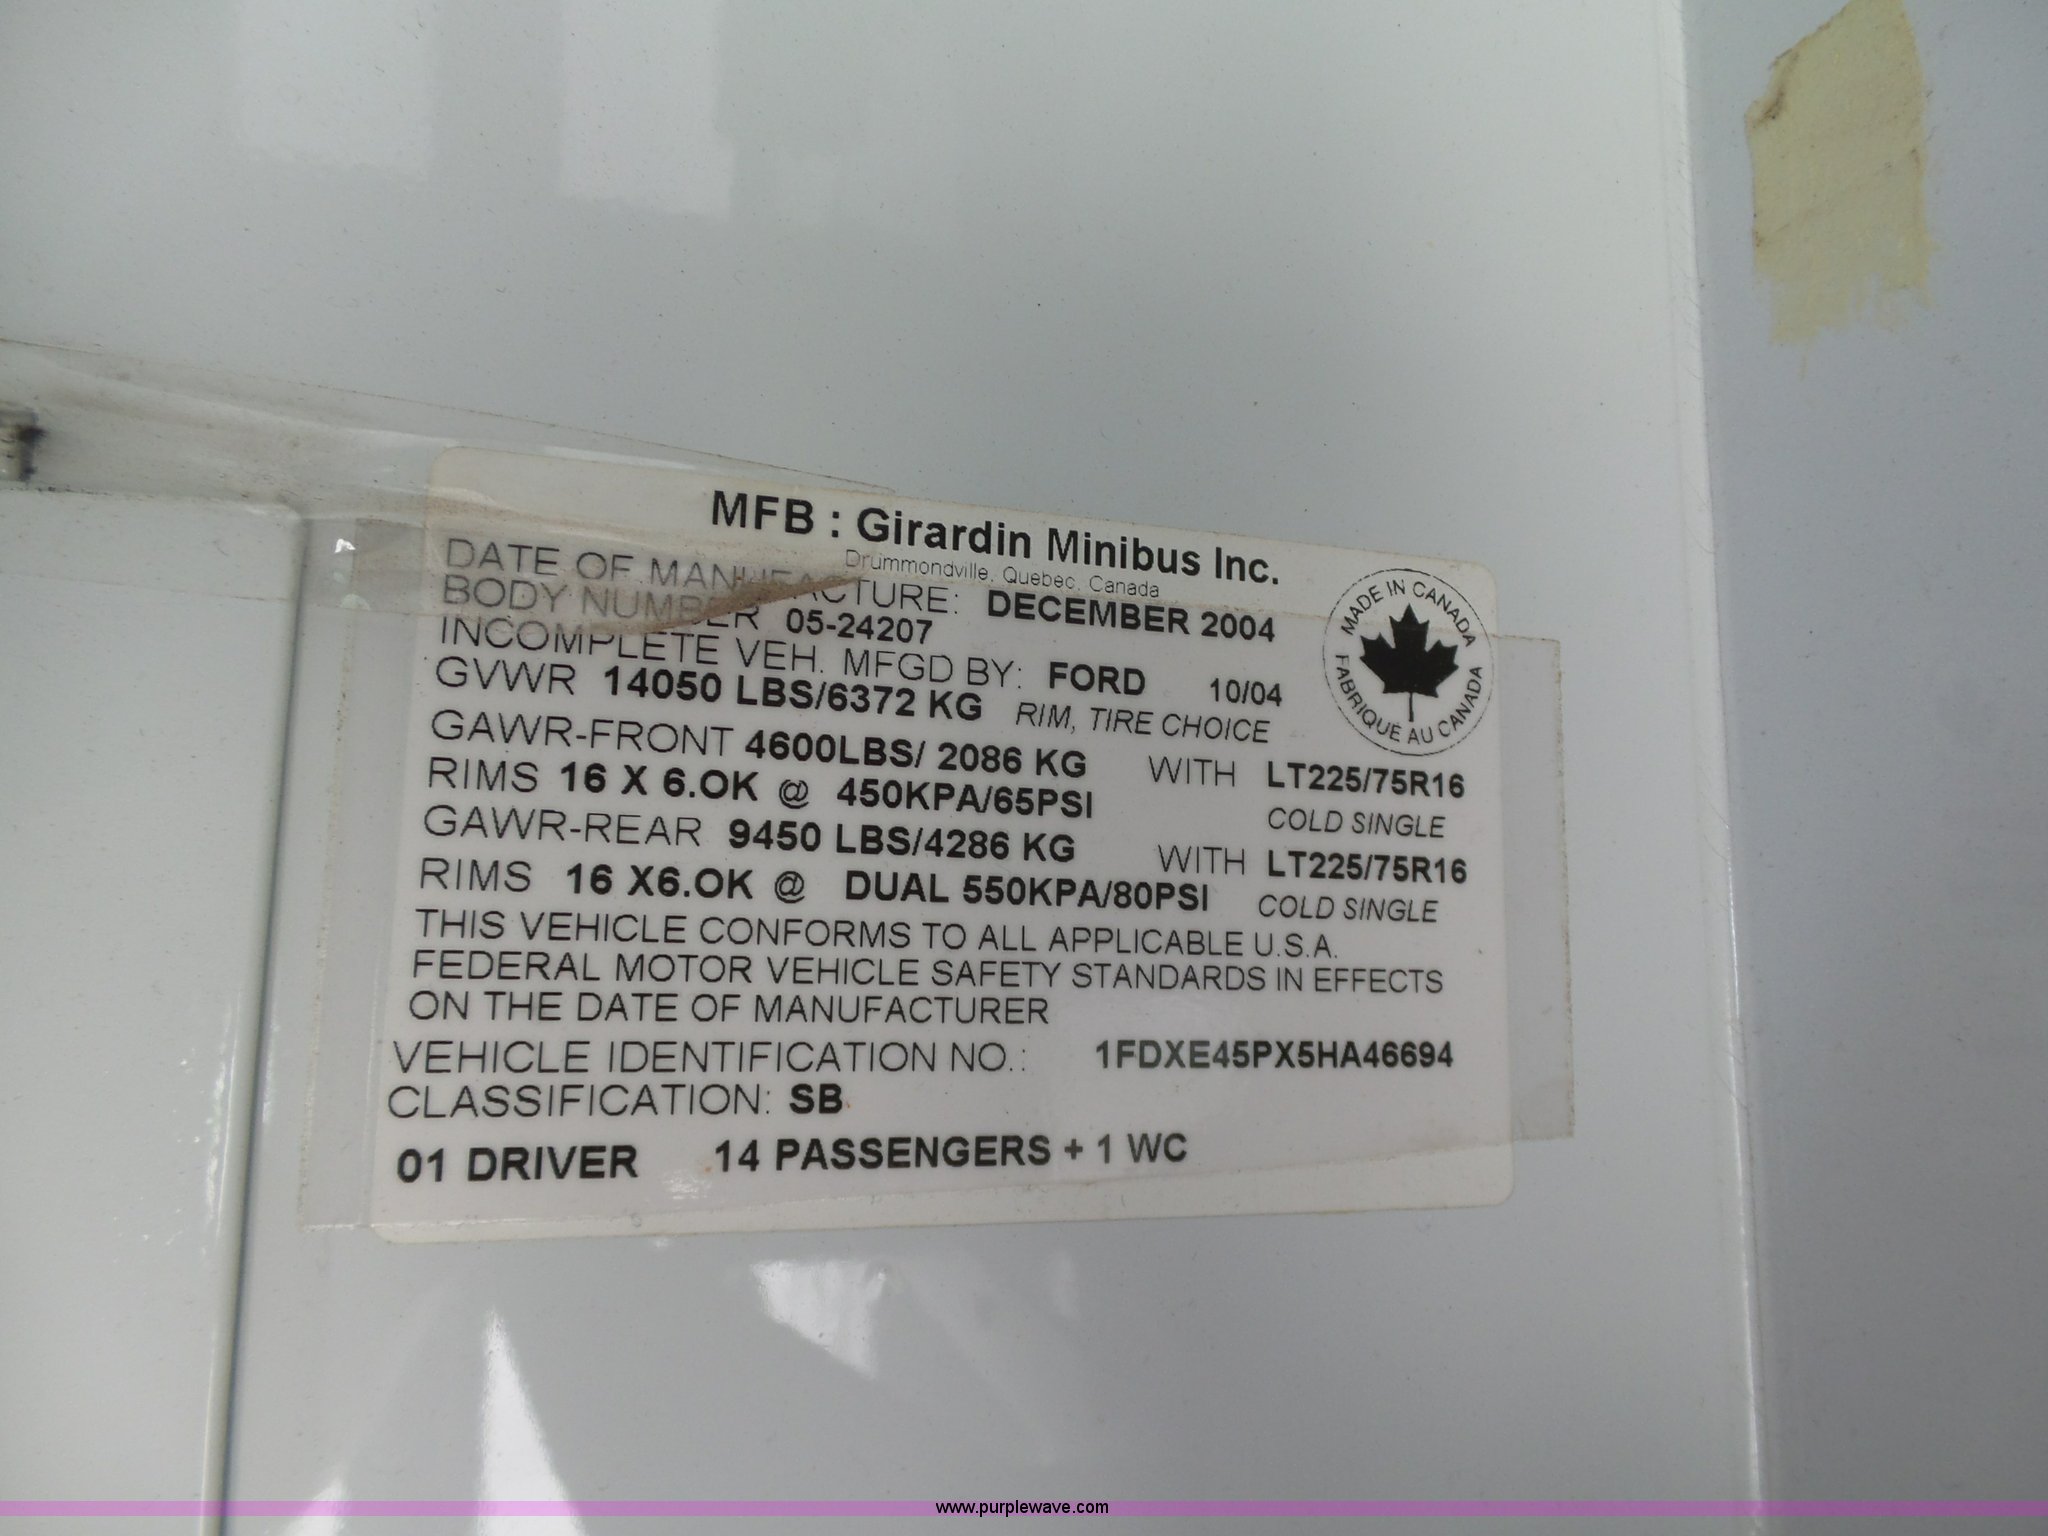 MFB : Girardin Minibus Inc.
Drummondville, Quebec, Canada
DATE OF MANUFACTURE: DECEMBER 2004
BODY NUMBER 05-24207
INCOMPLETE VEH. MFGD BY: FORD 10/04
GVWR 14050 LBS/6372 KG RIM, TIRE CHOICE
GAWR-FRONT 4600LBS/ 2086 KG WITH LT225/75R16
RIMS 16 X 6.OK @ 450KPA/65PSI COLD SINGLE
GAWR-REAR 9450 LBS/4286 KG WITH LT225/75R16
RIMS 16 X6.OK @ DUAL 550KPA/80PSI COLD SINGLE
THIS VEHICLE CONFORMS TO ALL APPLICABLE U.S.A.
FEDERAL MOTOR VEHICLE SAFETY STANDARDS IN EFFECTS
ON THE DATE OF MANUFACTURER
VEHICLE IDENTIFICATION NO.: 1FDXE45PX5HA46694
CLASSIFICATION: SB
01 DRIVER 14 PASSENGERS + 1 WC
MADE IN CANADA
FABRIQUE AU CANADA
www.purplewave.com